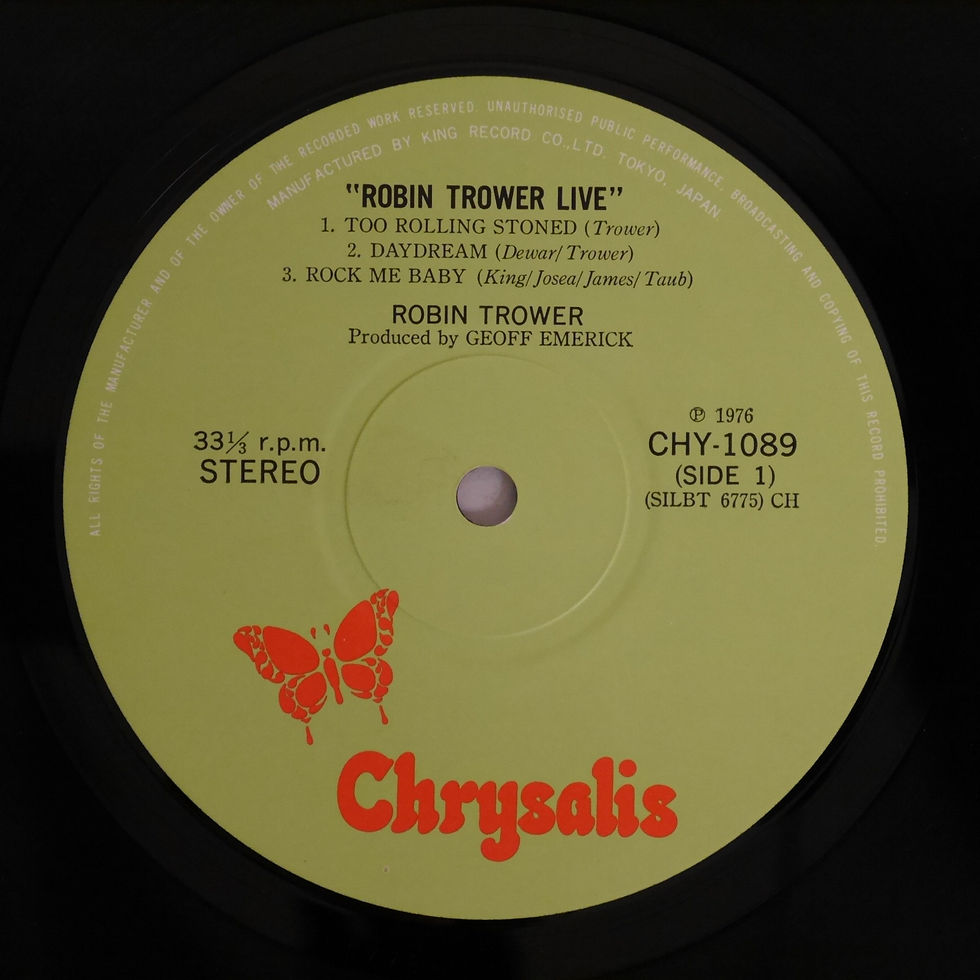 ALL RIGHTS OF THE MANUFACTURER AND OF THE OWNER OF THE RECORDED WORK RESERVED. UNAUTHORISED PUBLIC PERFORMANCE, BROADCASTING AND COPYING OF THIS RECORD PROHIBITED.
MANUFACTURED BY KING RECORD CO.,LTD. TOKYO, JAPAN
"ROBIN TROWER LIVE"
1. TOO ROLLING STONED (Trower)
2. DAYDREAM (Dewar/Trower)
3. ROCK ME BABY (King/Josea/James/Taub)
ROBIN TROWER
Produced by GEOFF EMERICK
33⅓ r.p.m.
STEREO
℗ 1976
CHY-1089
(SIDE 1)
(SILBT 6775) CH
Chrysalis